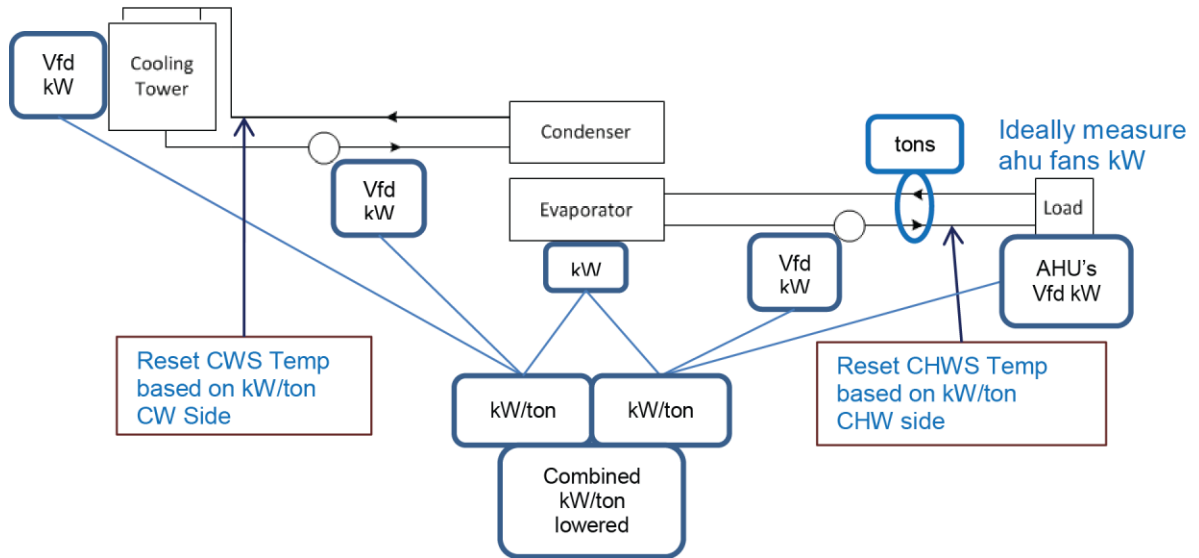 Vfd
kW
Cooling
Tower
Condenser
tons
Ideally measure
ahu fans kW
Vfd
kW
Evaporator
Load
kW
Vfd
kW
AHU's
Vfd kW
Reset CWS Temp
based on kW/ton
CW Side
Reset CHWS Temp
based on kW/ton
CHW side
kW/ton
kW/ton
Combined
kW/ton
lowered